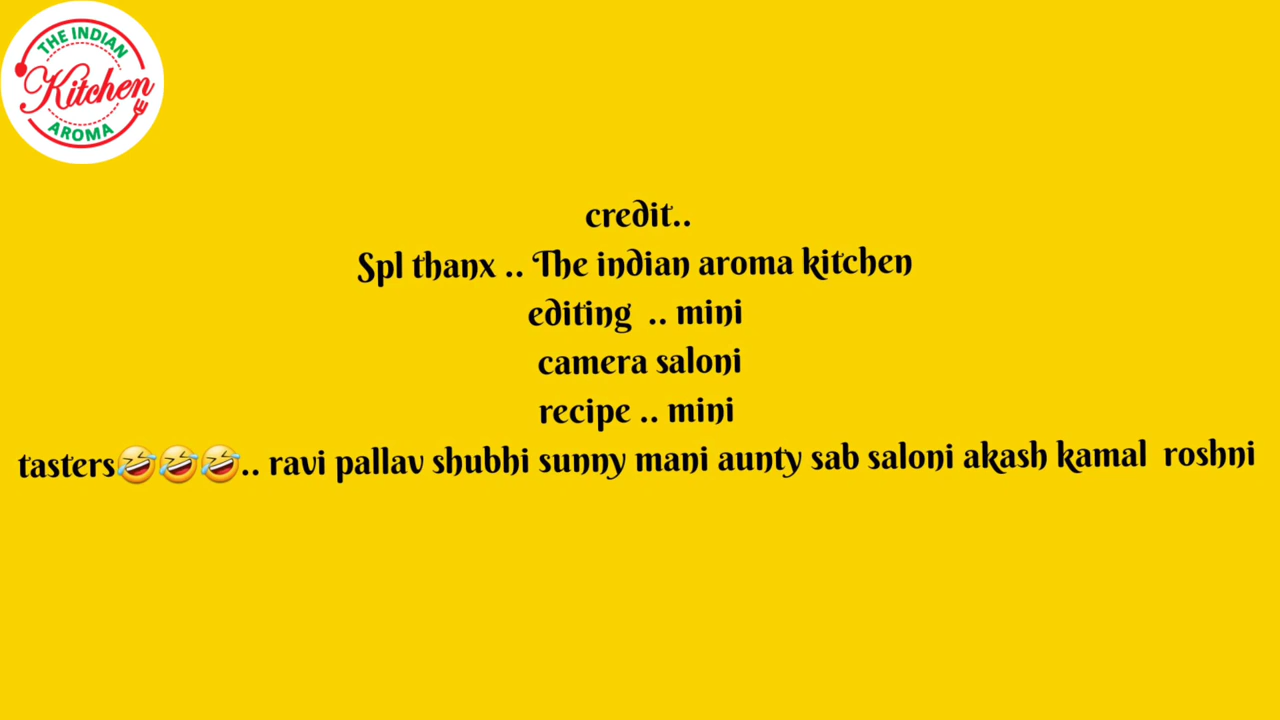 THE INDIAN
Kitchen
AROMA
credit..
Spl thanx .. The indian aroma kitchen
editing .. mini
camera saloni
recipe .. mini
tasters🤣🤣🤣.. ravi pallav shubhi sunny mani aunty sab saloni akash kamal roshni